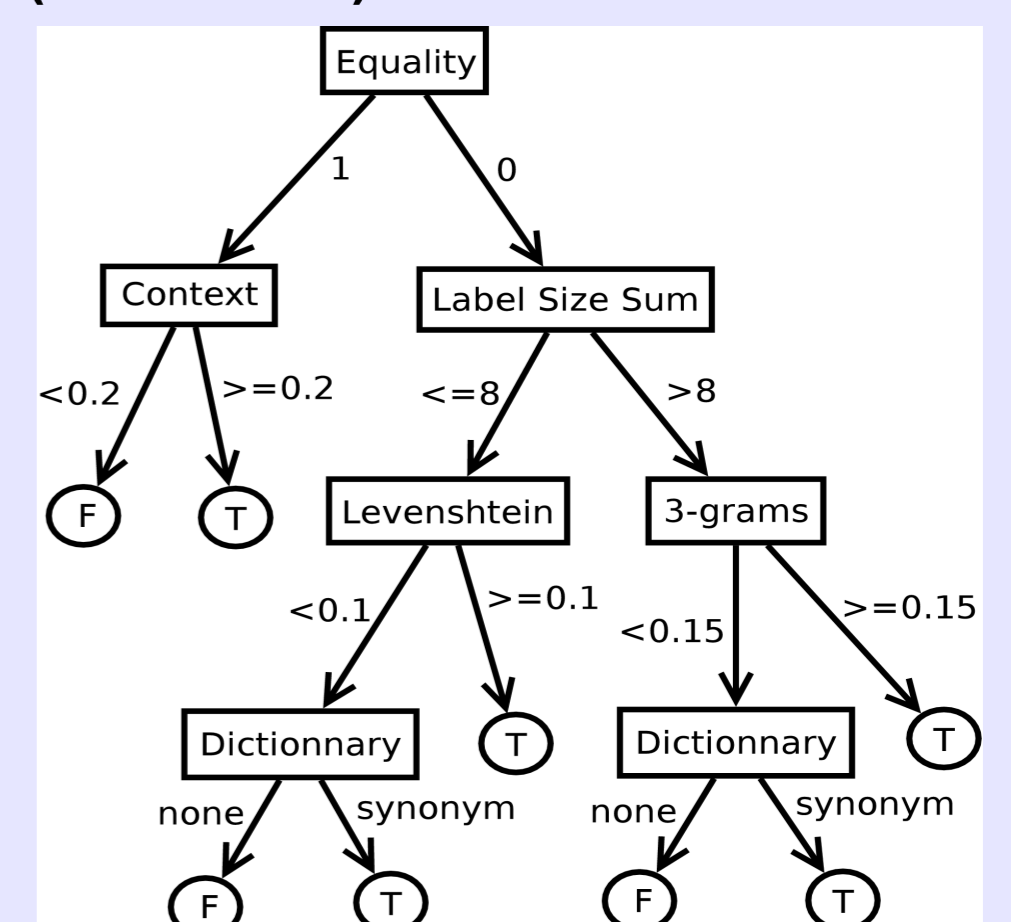 Equality
1
0
Context
Label Size Sum
<0.2
>=0.2
<=8
>8
F
T
Levenshtein
3-grams
<0.1
>=0.1
<0.15
>=0.15
Dictionnary
T
Dictionnary
T
none
synonym
none
synonym
F
T
F
T